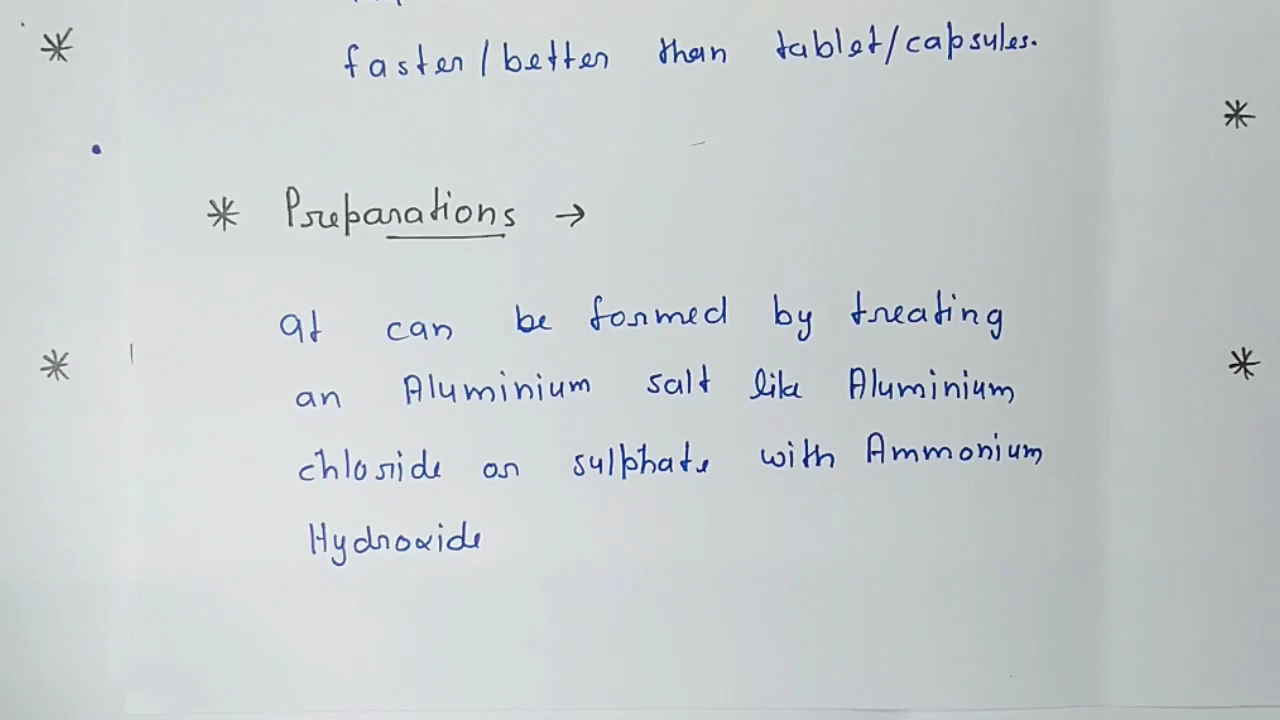 faster/better than tablet/capsules.
* Preparations →
It can be formed by treating
an Aluminium salt like Aluminium
chloride or sulphate with Ammonium
Hydroxide